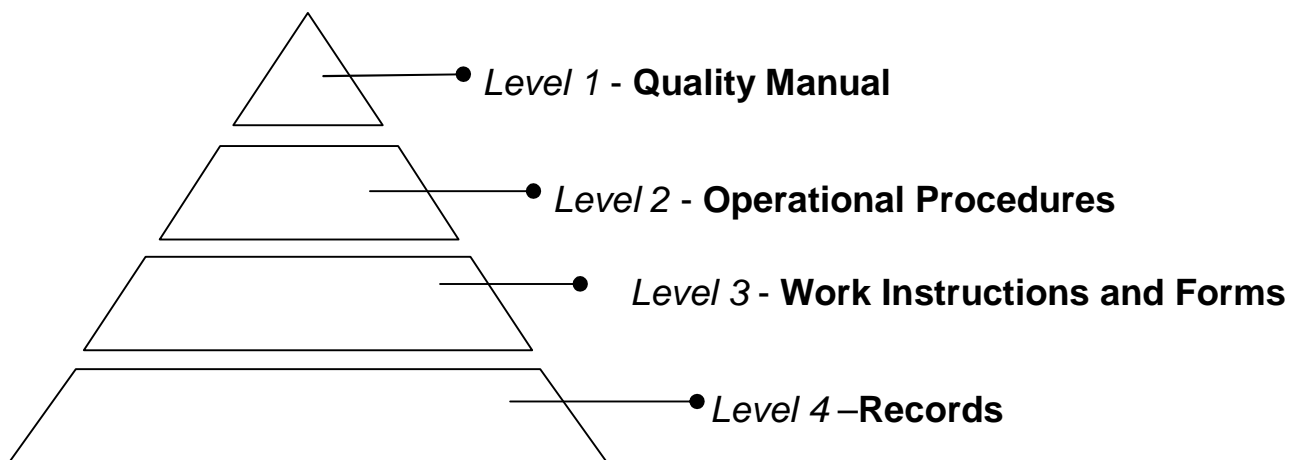 Level 1 - Quality Manual
Level 2 - Operational Procedures
Level 3 - Work Instructions and Forms
Level 4 –Records